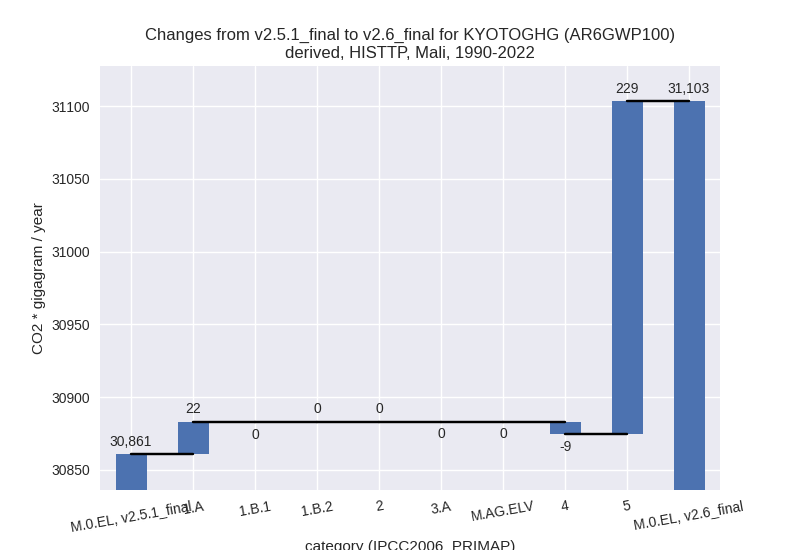 Changes from v2.5.1_final to v2.6_final for KYOTOGHG (AR6GWP100)
derived, HISTTP, Mali, 1990-2022
CO2 * gigagram / year
31100
31050
31000
30950
30900
30850
30,861
22
0
0
0
0
0
-9
229
31,103
M.0.EL, v2.5.1_final
1.A
1.B.1
1.B.2
2
3.A
M.AG.ELV
4
5
M.0.EL, v2.6_final
category (IPCC2006_PRIMAP)